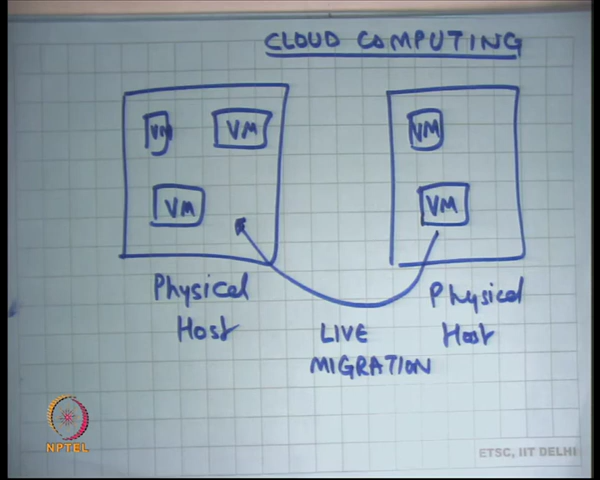 CLOUD COMPUTING
VM
VM
VM
VM
VM
Physical
Host
Physical
Host
LIVE
MIGRATION
NPTEL
ETSC, IIT DELHI